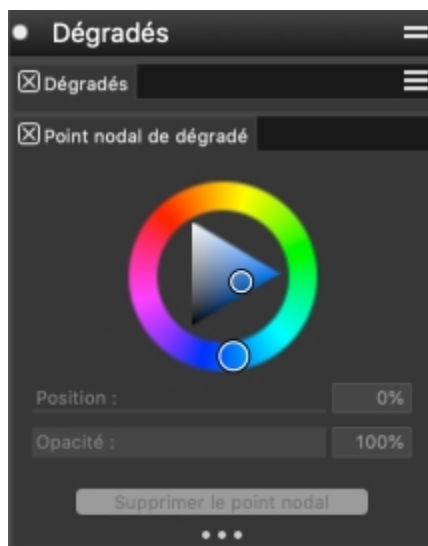 Dégradés
Dégradés
Point nodal de dégradé
Position : 0%
Opacité : 100%
Supprimer le point nodal